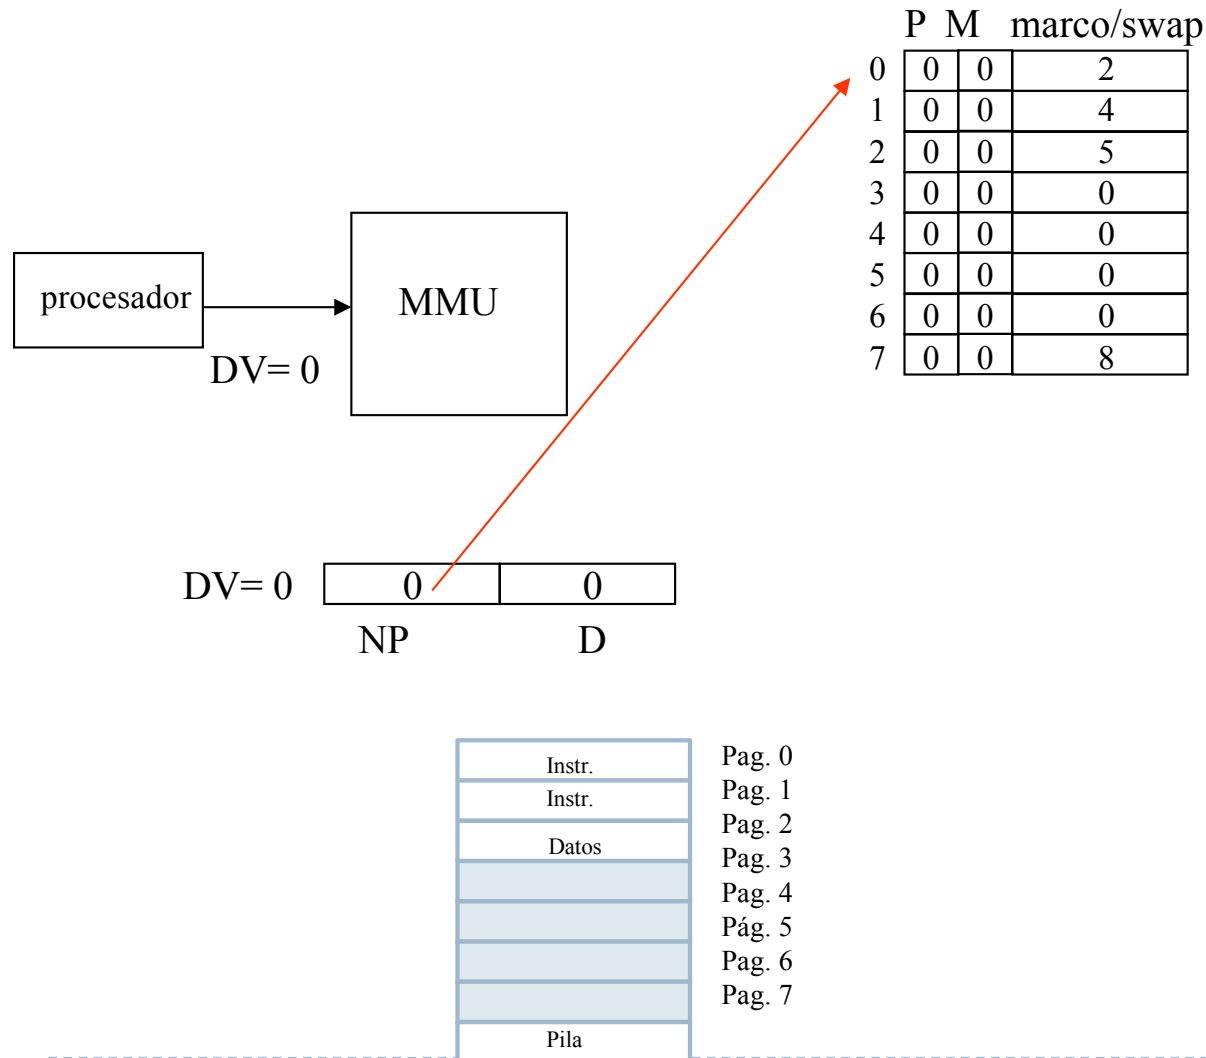 P M marco/swap
0 0 0 2
1 0 0 4
2 0 0 5
3 0 0 0
4 0 0 0
5 0 0 0
6 0 0 0
7 0 0 8
procesador
MMU
DV= 0
DV= 0 0 0
NP D
Instr. Pag. 0
Instr. Pag. 1
Datos Pag. 2
Pag. 3
Pag. 4
Pág. 5
Pag. 6
Pag. 7
Pila